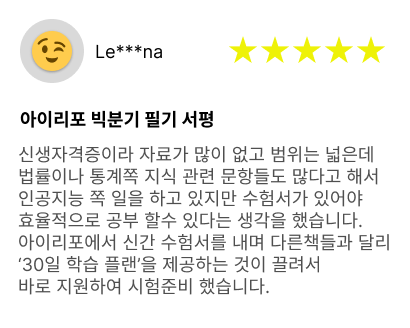 Le***na
아이리포 빅분기 필기 서평
신생자격증이라 자료가 많이 없고 범위는 넓은데
법률이나 통계쪽 지식 관련 문항들도 많다고 해서
인공지능 쪽 일을 하고 있지만 수험서가 있어야
효율적으로 공부 할수 있다는 생각을 했습니다.
아이리포에서 신간 수험서를 내며 다른책들과 달리
‘30일 학습 플랜’을 제공하는 것이 끌려서
바로 지원하여 시험준비 했습니다.